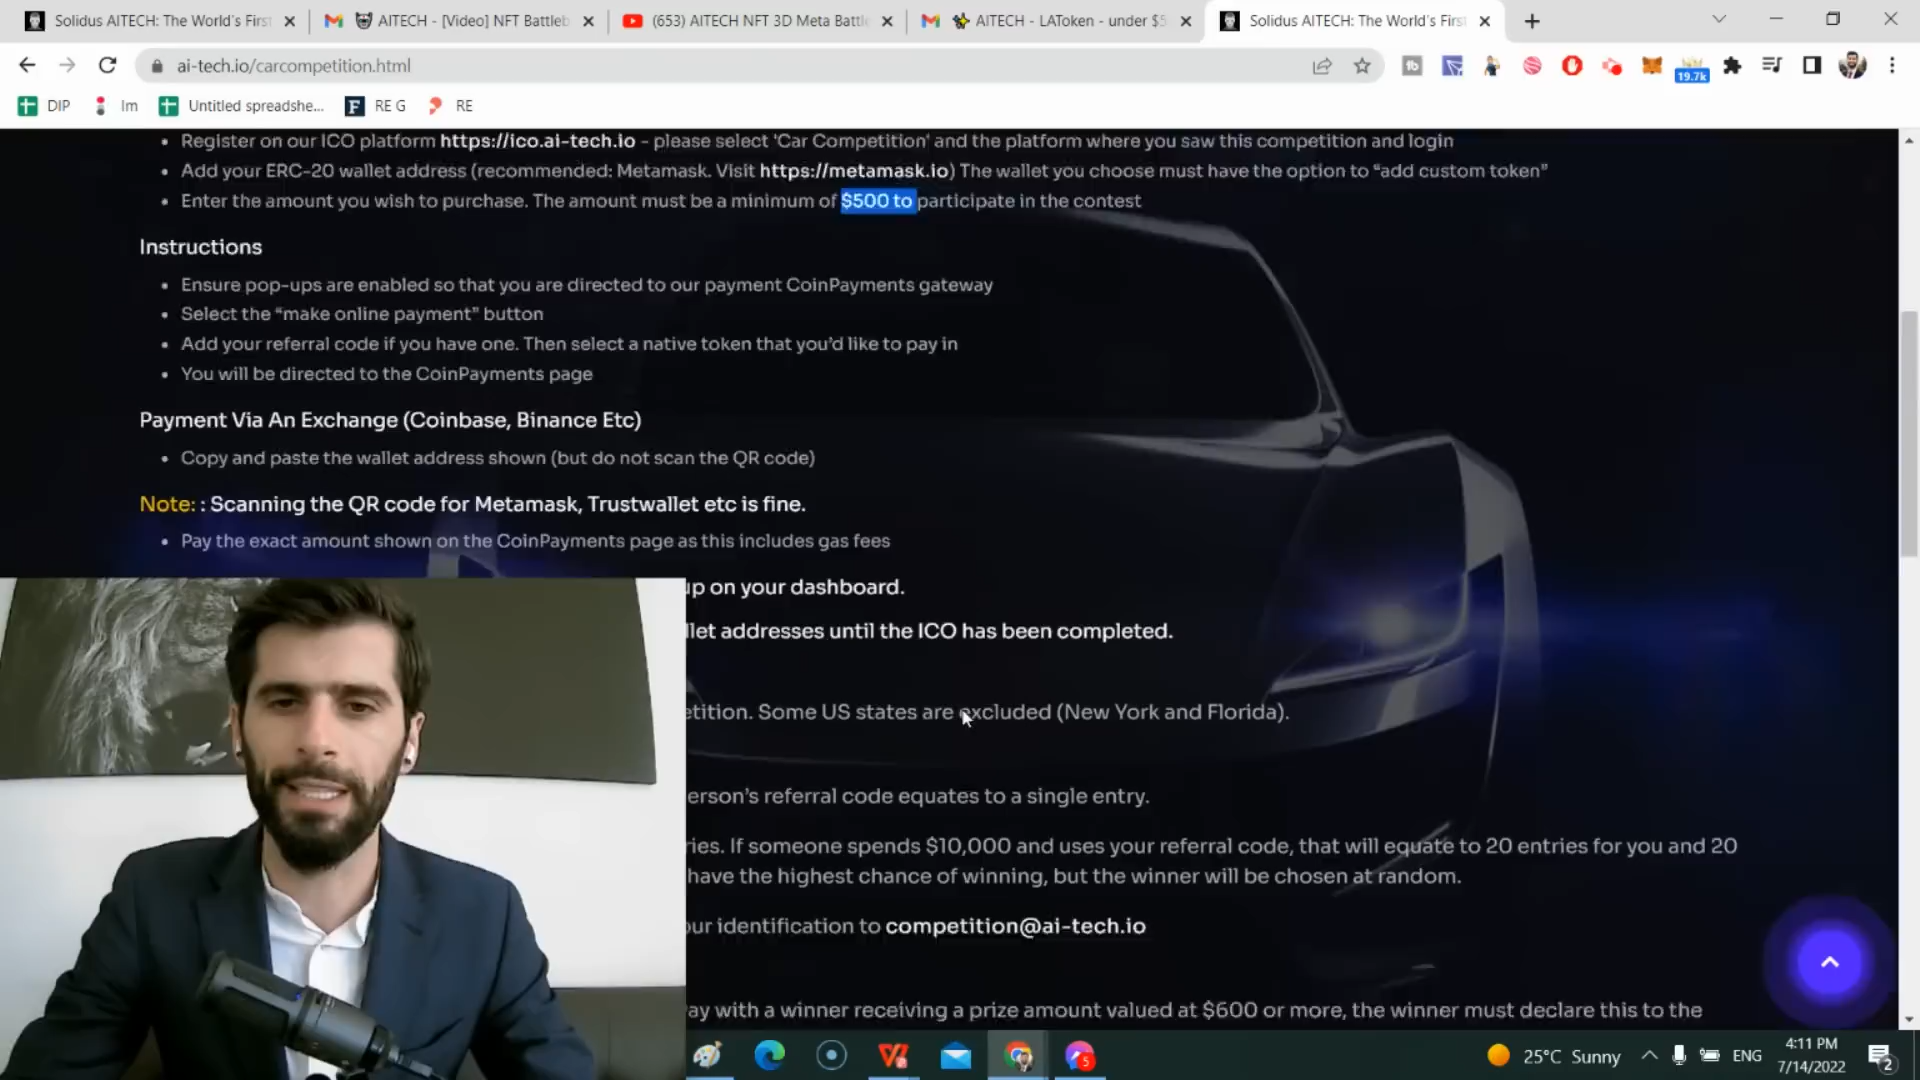 Solidus AITECH: The World's First
AITECH - [Video] NFT Battleb
(653) AITECH NFT 3D Meta Battle
AITECH - LAToken - under $5
Solidus AITECH: The World's First
ai-tech.io/carcompetition.html
19.7k
DIP
Im
Untitled spreadshe...
F RE G
RE
Register on our ICO platform https://ico.ai-tech.io - please select 'Car Competition' and the platform where you saw this competition and login
Add your ERC-20 wallet address (recommended: Metamask. Visit https://metamask.io) The wallet you choose must have the option to “add custom token”
Enter the amount you wish to purchase. The amount must be a minimum of $500 to participate in the contest
Instructions
Ensure pop-ups are enabled so that you are directed to our payment CoinPayments gateway
Select the “make online payment” button
Add your referral code if you have one. Then select a native token that you’d like to pay in
You will be directed to the CoinPayments page
Payment Via An Exchange (Coinbase, Binance Etc)
Copy and paste the wallet address shown (but do not scan the QR code)
Note: : Scanning the QR code for Metamask, Trustwallet etc is fine.
Pay the exact amount shown on the CoinPayments page as this includes gas fees
up on your dashboard.
llet addresses until the ICO has been completed.
etition. Some US states are excluded (New York and Florida).
erson’s referral code equates to a single entry.
ries. If someone spends $10,000 and uses your referral code, that will equate to 20 entries for you and 20
have the highest chance of winning, but the winner will be chosen at random.
our identification to competition@ai-tech.io
way with a winner receiving a prize amount valued at $600 or more, the winner must declare this to the
5
25°C Sunny
ENG
4:11 PM
7/14/2022
2